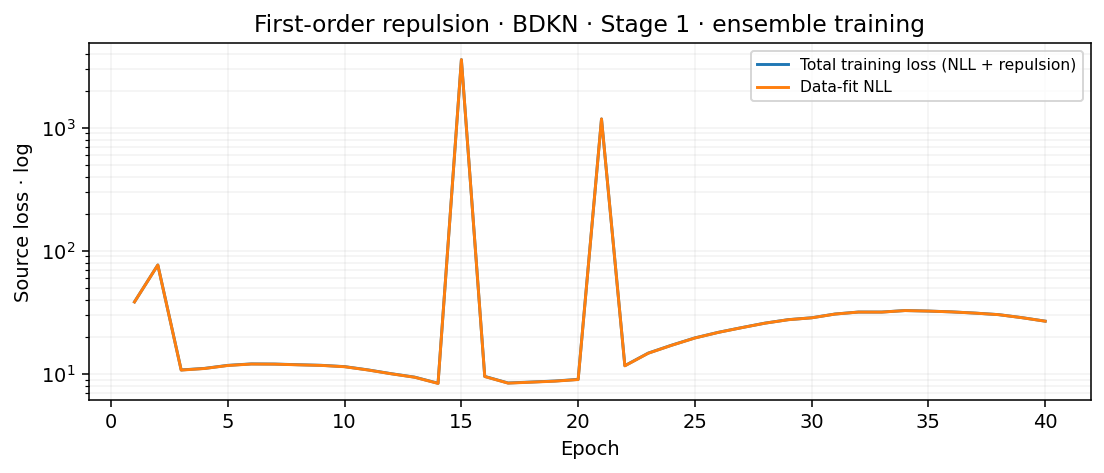 First-order repulsion · BDKN · Stage 1 · ensemble training
Total training loss (NLL + repulsion)
Data-fit NLL
Source loss · log
10³
10²
10¹
0 5 10 15 20 25 30 35 40
Epoch